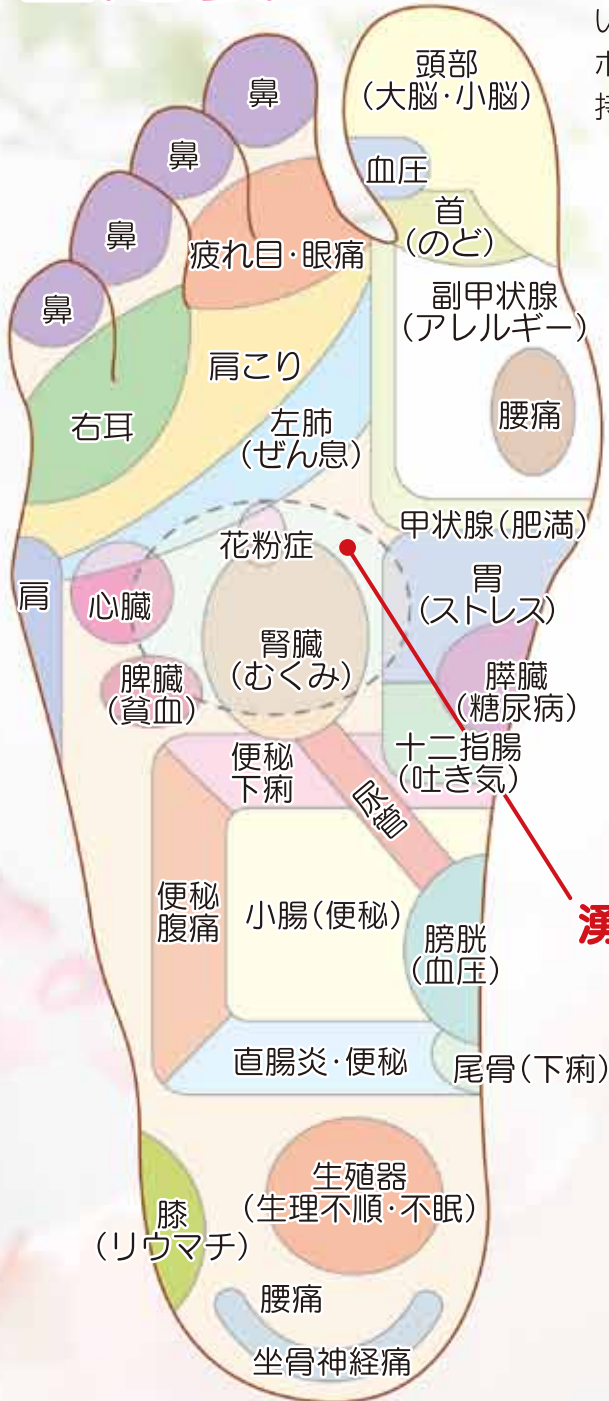 鼻
鼻
鼻
鼻
頭部
(大脳・小脳)
血圧
首
(のど)
疲れ目・眼痛
副甲状腺
(アレルギー)
肩こり
腰痛
右耳
左肺
(ぜん息)
甲状腺(肥満)
花粉症
胃
(ストレス)
肩
心臓
腎臓
(むくみ)
脾臓
(貧血)
膵臓
(糖尿病)
十二指腸
(吐き気)
便秘
下痢
尿管
便秘
腹痛
小腸(便秘)
膀胱
(血圧)
湧
直腸炎・便秘
尾骨(下痢)
生殖器
(生理不順・不眠)
膝
(リウマチ)
腰痛
坐骨神経痛